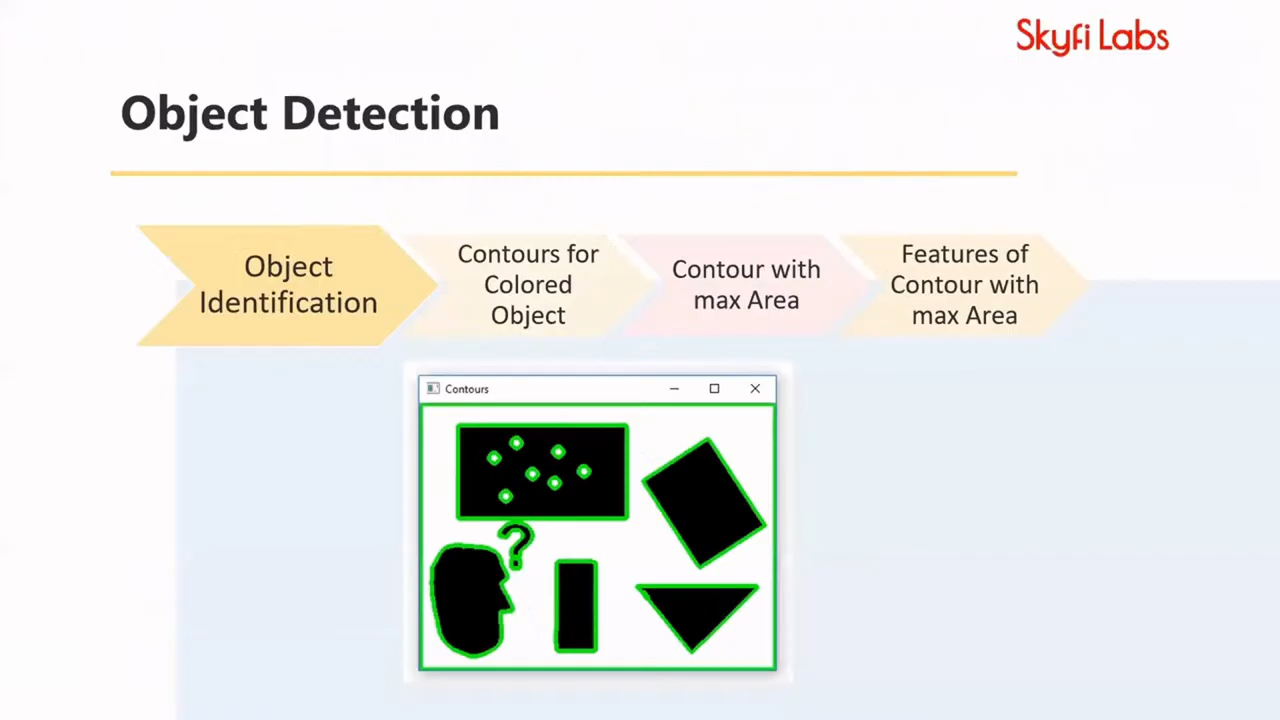 Skyfi Labs
Object Detection
Object
Identification
Contours for
Colored
Object
Contour with
max Area
Features of
Contour with
max Area
Contours
?